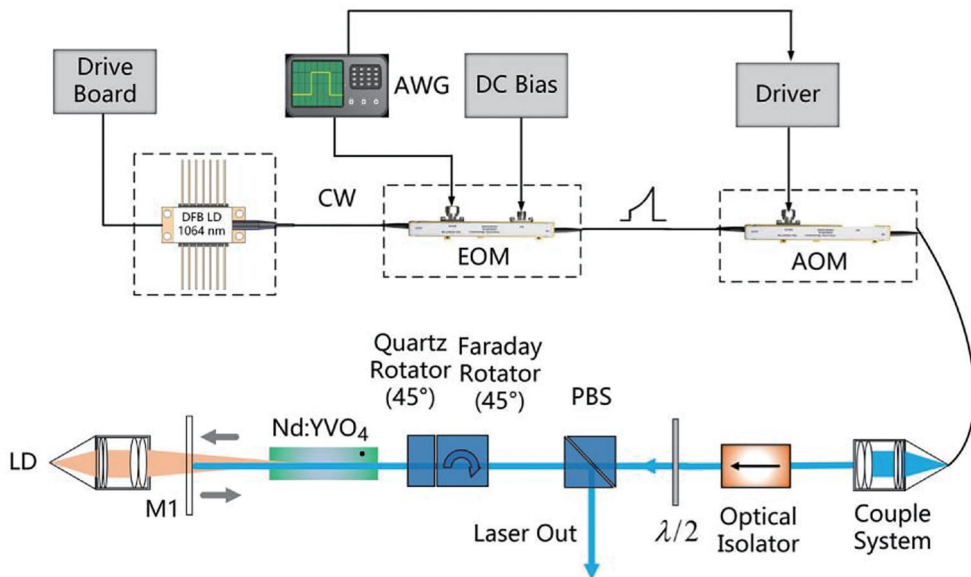 Drive
Board
AWG
DC Bias
Driver
DFB LD
1064 nm
CW
EOM
AOM
Quartz
Rotator
(45°)
Faraday
Rotator
(45°)
PBS
Nd:YVO4
LD
M1
Laser Out
λ/2
Optical
Isolator
Couple
System